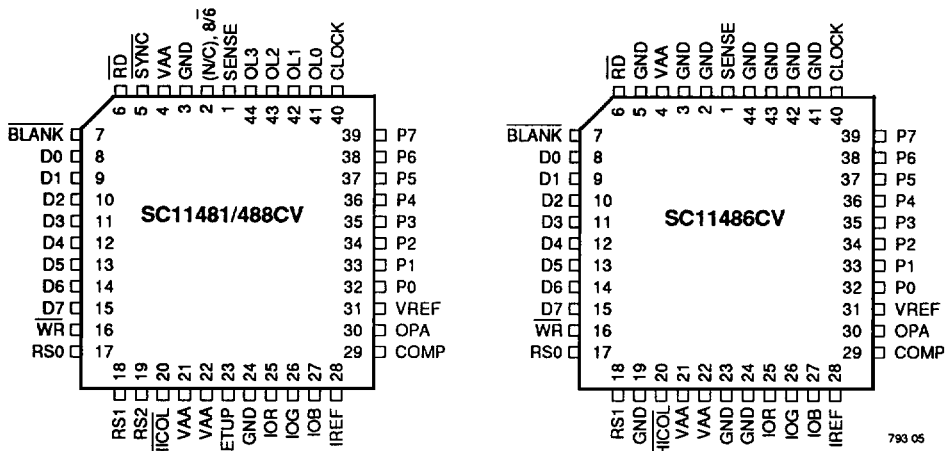 RD SYNC VAA GND (N/C), 8/6 SENSE OL3 OL2 OL1 OL0 CLOCK
6 5 4 3 2 1 44 43 42 41 40
BLANK 7 39 P7
D0 8 38 P6
D1 9 37 P5
D2 10 36 P4
D3 11 35 P3
D4 12 34 P2
D5 13 33 P1
D6 14 32 P0
D7 15 31 VREF
WR 16 30 OPA
RS0 17 29 COMP
SC11481/488CV
18 19 20 21 22 23 24 25 26 27 28
RS1 RS2 HICOL VAA VAA ETUP GND IOR IOG IOB IREF
RD GND VAA GND GND SENSE GND GND GND GND CLOCK
6 5 4 3 2 1 44 43 42 41 40
BLANK 7 39 P7
D0 8 38 P6
D1 9 37 P5
D2 10 36 P4
D3 11 35 P3
D4 12 34 P2
D5 13 33 P1
D6 14 32 P0
D7 15 31 VREF
WR 16 30 OPA
RS0 17 29 COMP
SC11486CV
18 19 20 21 22 23 24 25 26 27 28
RS1 GND HICOL VAA VAA GND GND IOR IOG IOB IREF
793 05